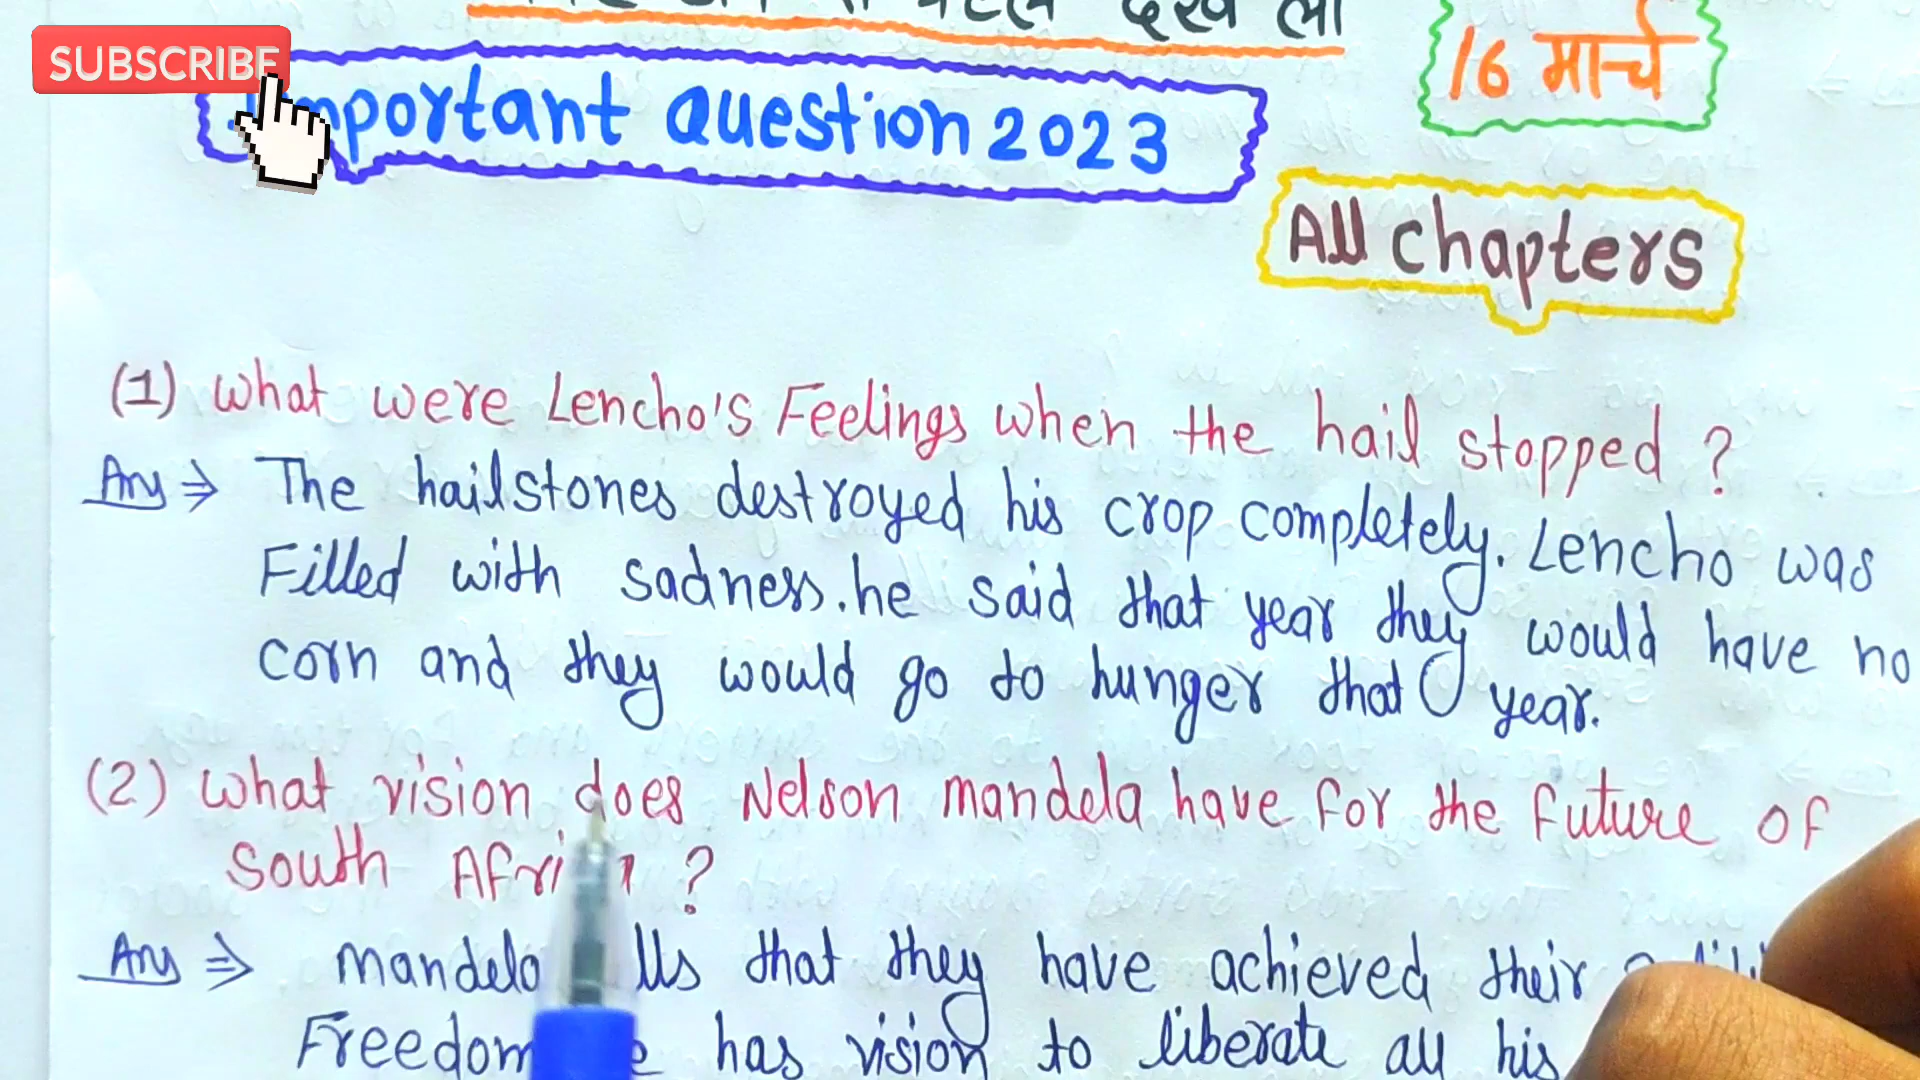 देख लो
SUBSCRIBE
16 मार्च
Important Question 2023
All chapters
(1) What were Lencho's Feelings when the hail stopped ?
Ans ⇒ The hailstones destroyed his crop completely. Lencho was
Filled with sadness. he said that year they would have no
corn and they would go to hunger that year.
(2) What vision does Nelson mandela have for the future of
South Africa ?
Ans ⇒ mandela that they have achieved their
Freedom has vision to liberate all his